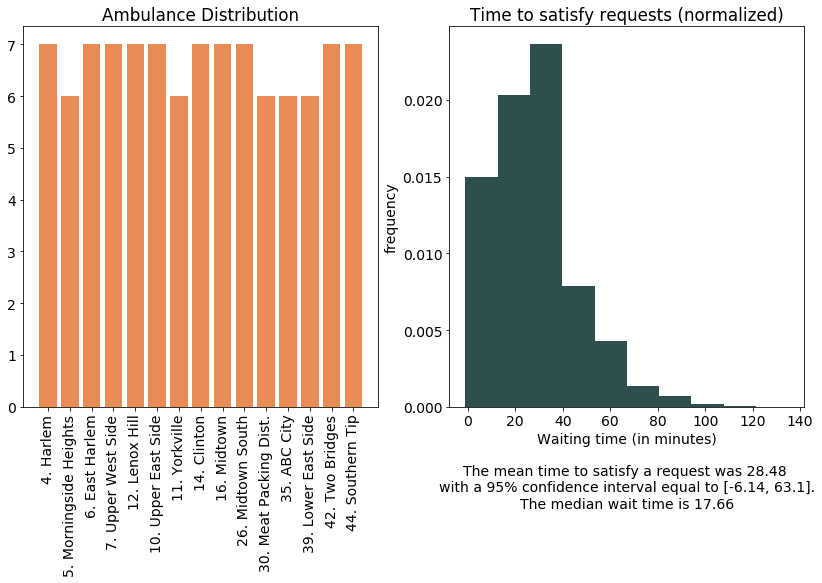 Ambulance Distribution
7
6
5
4
3
2
1
0
4. Harlem
5. Morningside Heights
6. East Harlem
7. Upper West Side
12. Lenox Hill
10. Upper East Side
11. Yorkville
14. Clinton
16. Midtown
26. Midtown South
30. Meat Packing Dist.
35. ABC City
39. Lower East Side
42. Two Bridges
44. Southern Tip
Time to satisfy requests (normalized)
frequency
0.020
0.015
0.010
0.005
0.000
0 20 40 60 80 100 120 140
Waiting time (in minutes)
The mean time to satisfy a request was 28.48
with a 95% confidence interval equal to [-6.14, 63.1].
The median wait time is 17.66